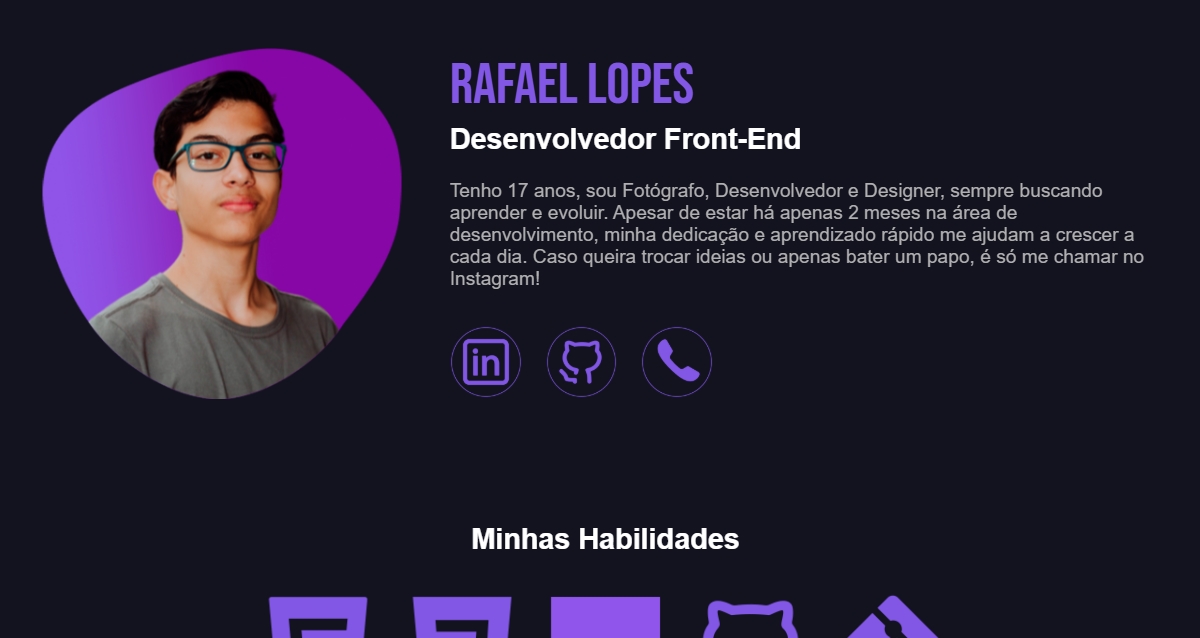 RAFAEL LOPES
Desenvolvedor Front-End
Tenho 17 anos, sou Fotógrafo, Desenvolvedor e Designer, sempre buscando
aprender e evoluir. Apesar de estar há apenas 2 meses na área de
desenvolvimento, minha dedicação e aprendizado rápido me ajudam a crescer a
cada dia. Caso queira trocar ideias ou apenas bater um papo, é só me chamar no
Instagram!
in
Minhas Habilidades